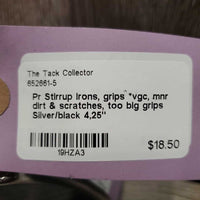 The Tack Collector
652661-5
Pr Stirrup Irons, grips *vgc, mnr
dirt & scratches, too big grips
Silver/black 4,25"
19HZA3
$18.50